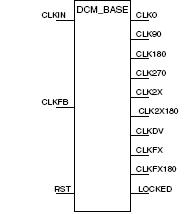 DCM_BASE
CLKIN CLK0
CLK90
CLK180
CLK270
CLK2X
CLKFB CLK2X180
CLKDV
CLKFX
CLKFX180
RST LOCKED